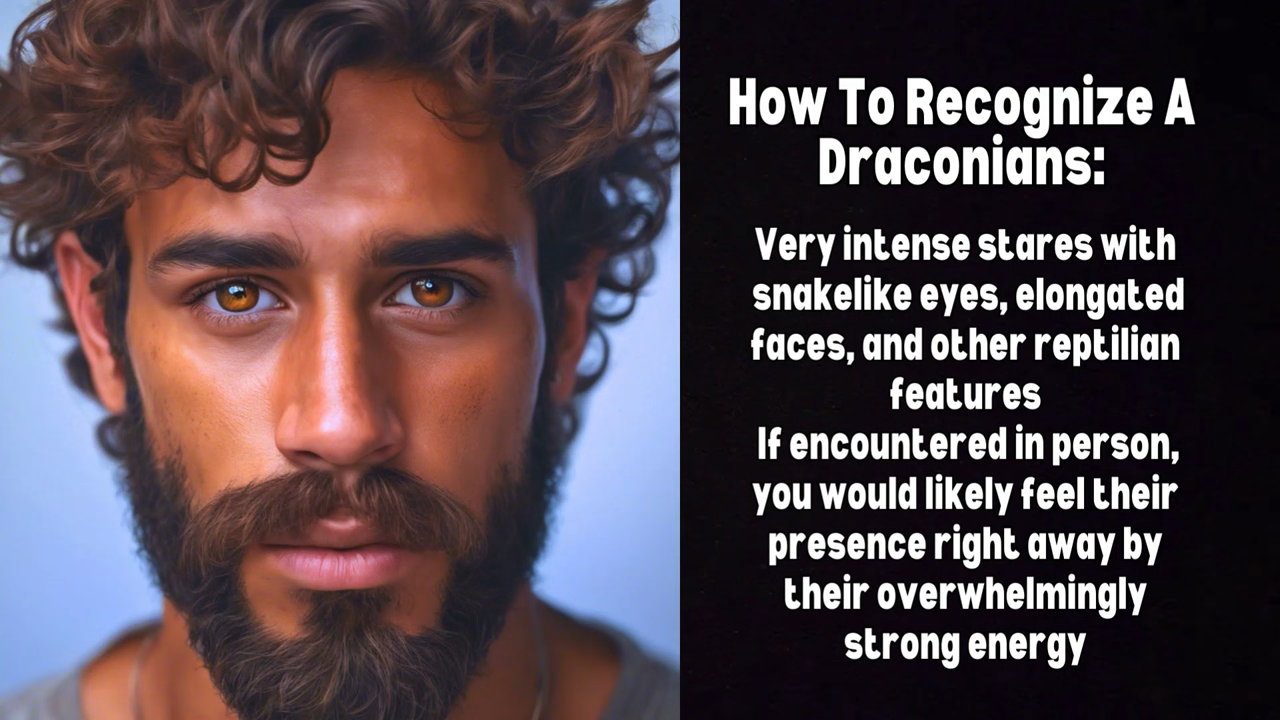 How To Recognize A
Draconians:
Very intense stares with
snakelike eyes, elongated
faces, and other reptilian
features
If encountered in person,
you would likely feel their
presence right away by
their overwhelmingly
strong energy